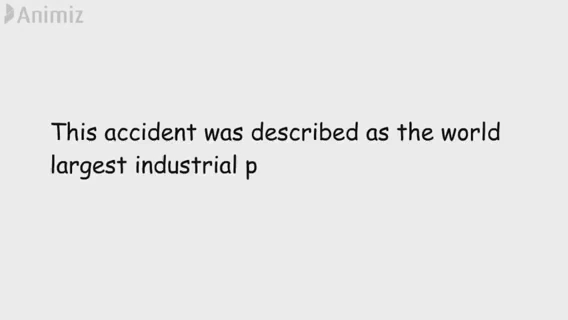 Animiz
This accident was described as the world
largest industrial p